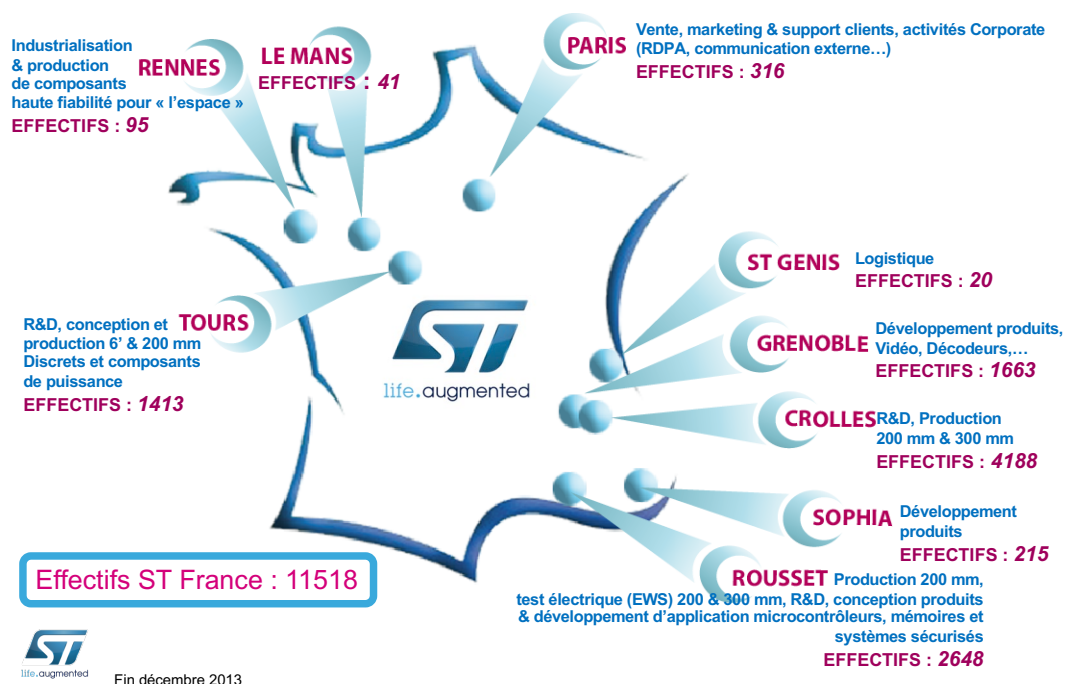 Industrialisation
& production
de composants
haute fiabilité pour « l'espace »
EFFECTIFS : 95
RENNES
LE MANS
EFFECTIFS : 41
PARIS
Vente, marketing & support clients, activités Corporate
(RDPA, communication externe…)
EFFECTIFS : 316
ST GENIS
Logistique
EFFECTIFS : 20
TOURS
R&D, conception et
production 6' & 200 mm
Discrets et composants
de puissance
EFFECTIFS : 1413
ST
life.augmented
GRENOBLE
Développement produits,
Vidéo, Décodeurs,…
EFFECTIFS : 1663
CROLLES
R&D, Production
200 mm & 300 mm
EFFECTIFS : 4188
SOPHIA
Développement
produits
EFFECTIFS : 215
ROUSSET Production 200 mm,
test électrique (EWS) 200 & 300 mm, R&D, conception produits
& développement d'application microcontrôleurs, mémoires et
systèmes sécurisés
EFFECTIFS : 2648
Effectifs ST France : 11518
ST
life.augmented
Fin décembre 2013